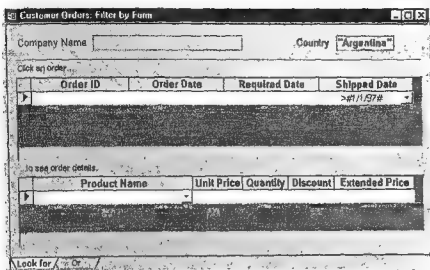 Customer Orders: Filter by Form
Company Name Country "Argentina"
Click an order...
Order ID Order Date Required Date Shipped Date
>#1/1/97#
...to see order details.
Product Name Unit Price Quantity Discount Extended Price
Look for Or